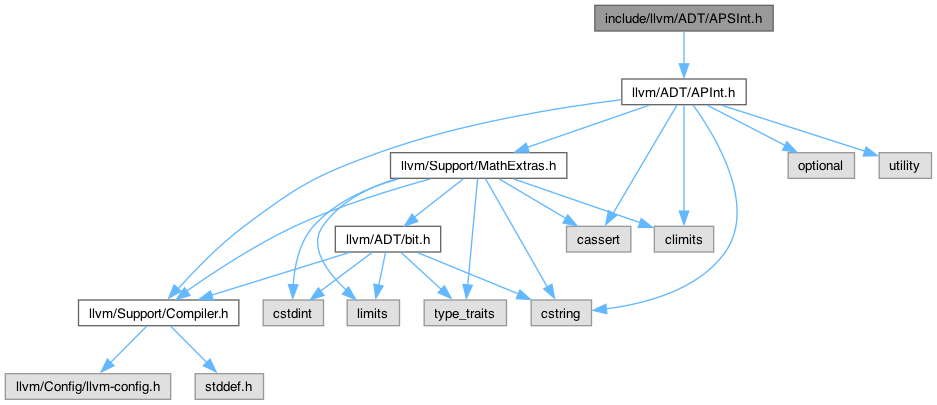 include/llvm/ADT/APSInt.h
llvm/ADT/APInt.h
llvm/Support/MathExtras.h
optional
utility
llvm/ADT/bit.h
cassert
climits
llvm/Support/Compiler.h
cstdint
limits
type_traits
cstring
llvm/Config/llvm-config.h
stddef.h